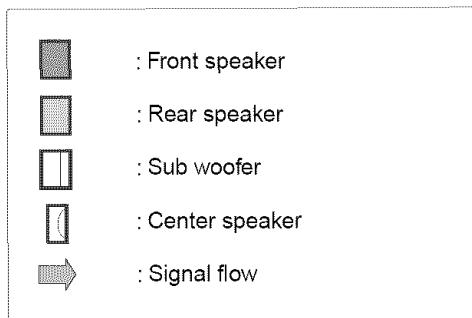 : Front speaker
: Rear speaker
: Sub woofer
: Center speaker
: Signal flow